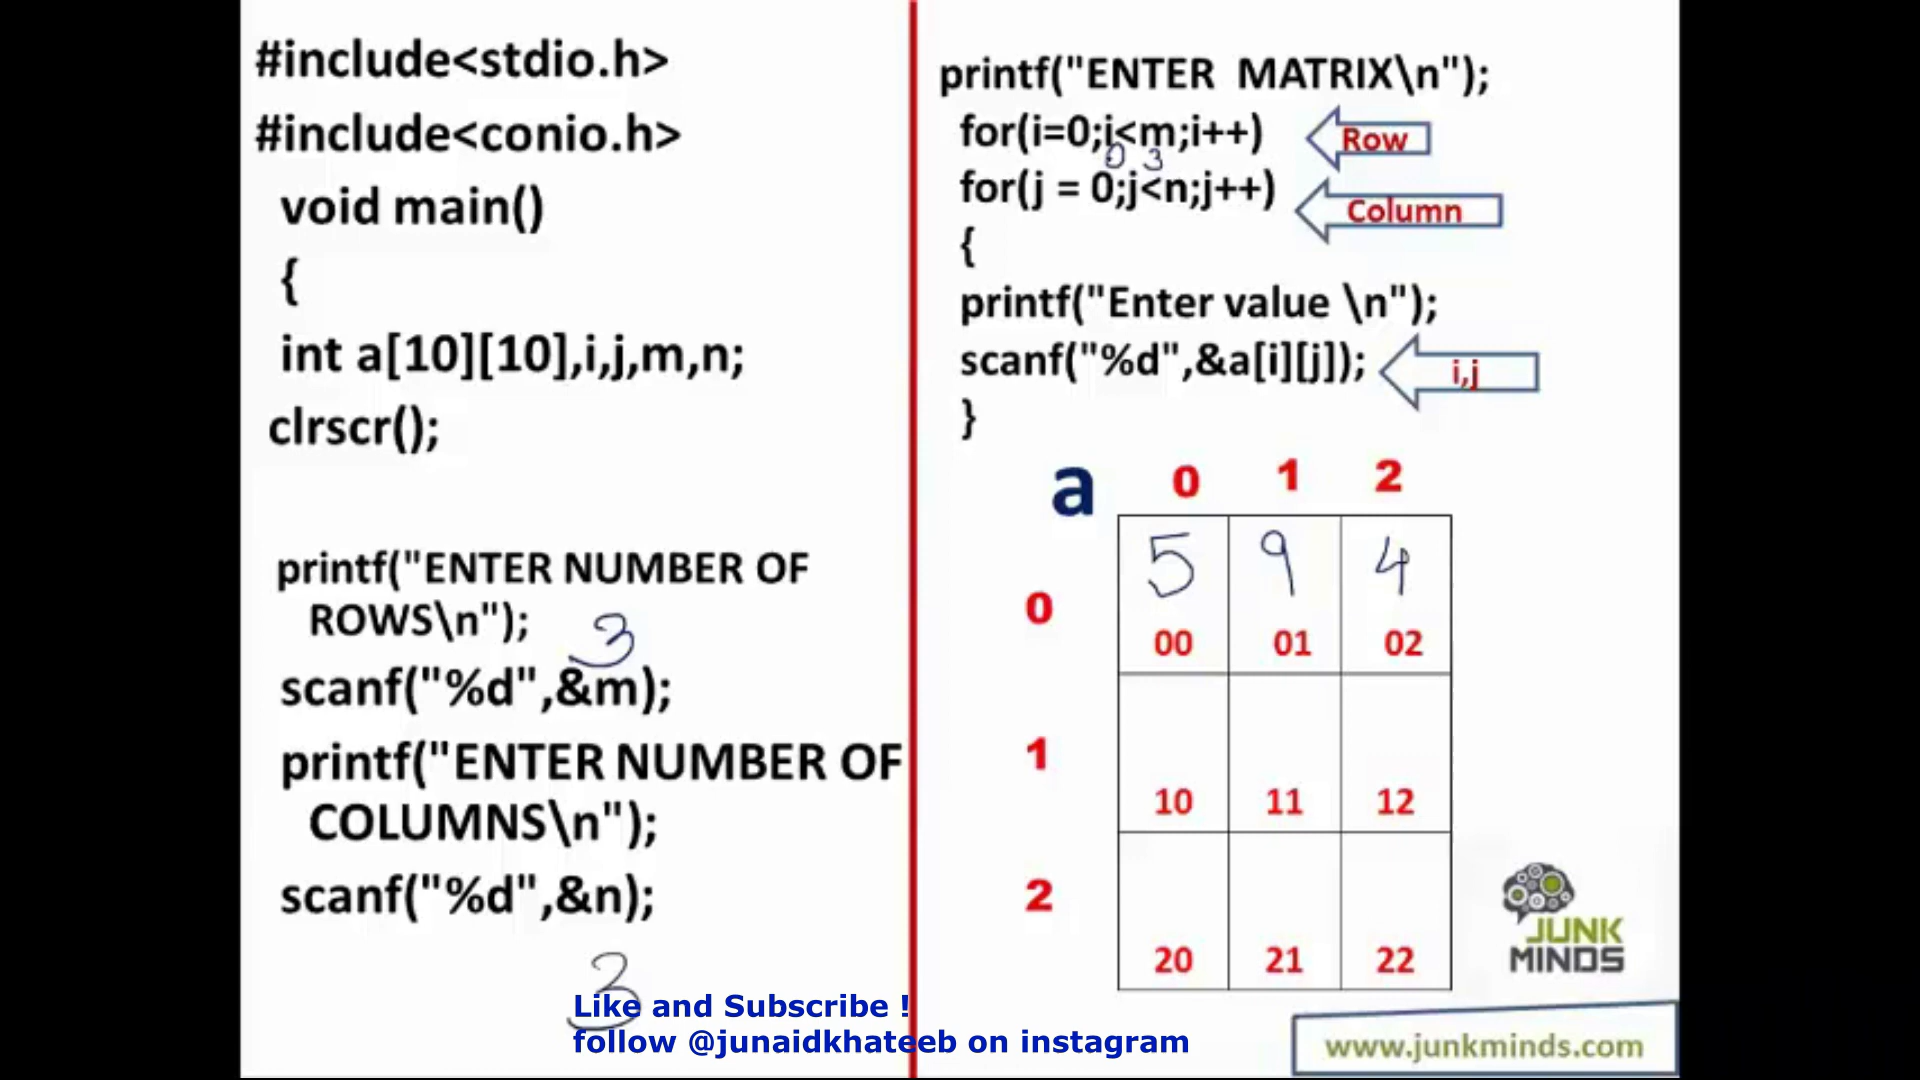 #include<stdio.h>
#include<conio.h>
void main()
{
int a[10][10],i,j,m,n;
clrscr();
printf("ENTER NUMBER OF
ROWS\n");
3
scanf("%d",&m);
printf("ENTER NUMBER OF
COLUMNS\n");
scanf("%d",&n);
3
printf("ENTER  MATRIX\n");
for(i=0;i<m;i++)
Row
0 3
for(j = 0;j<n;j++)
Column
{
printf("Enter value \n");
scanf("%d",&a[i][j]);
i,j
}
a 0 1 2
5 9 4
0
00 01 02
1
10 11 12
2
20 21 22
JUNK
MINDS
Like and Subscribe !
follow @junaidkhateeb on instagram
www.junkminds.com